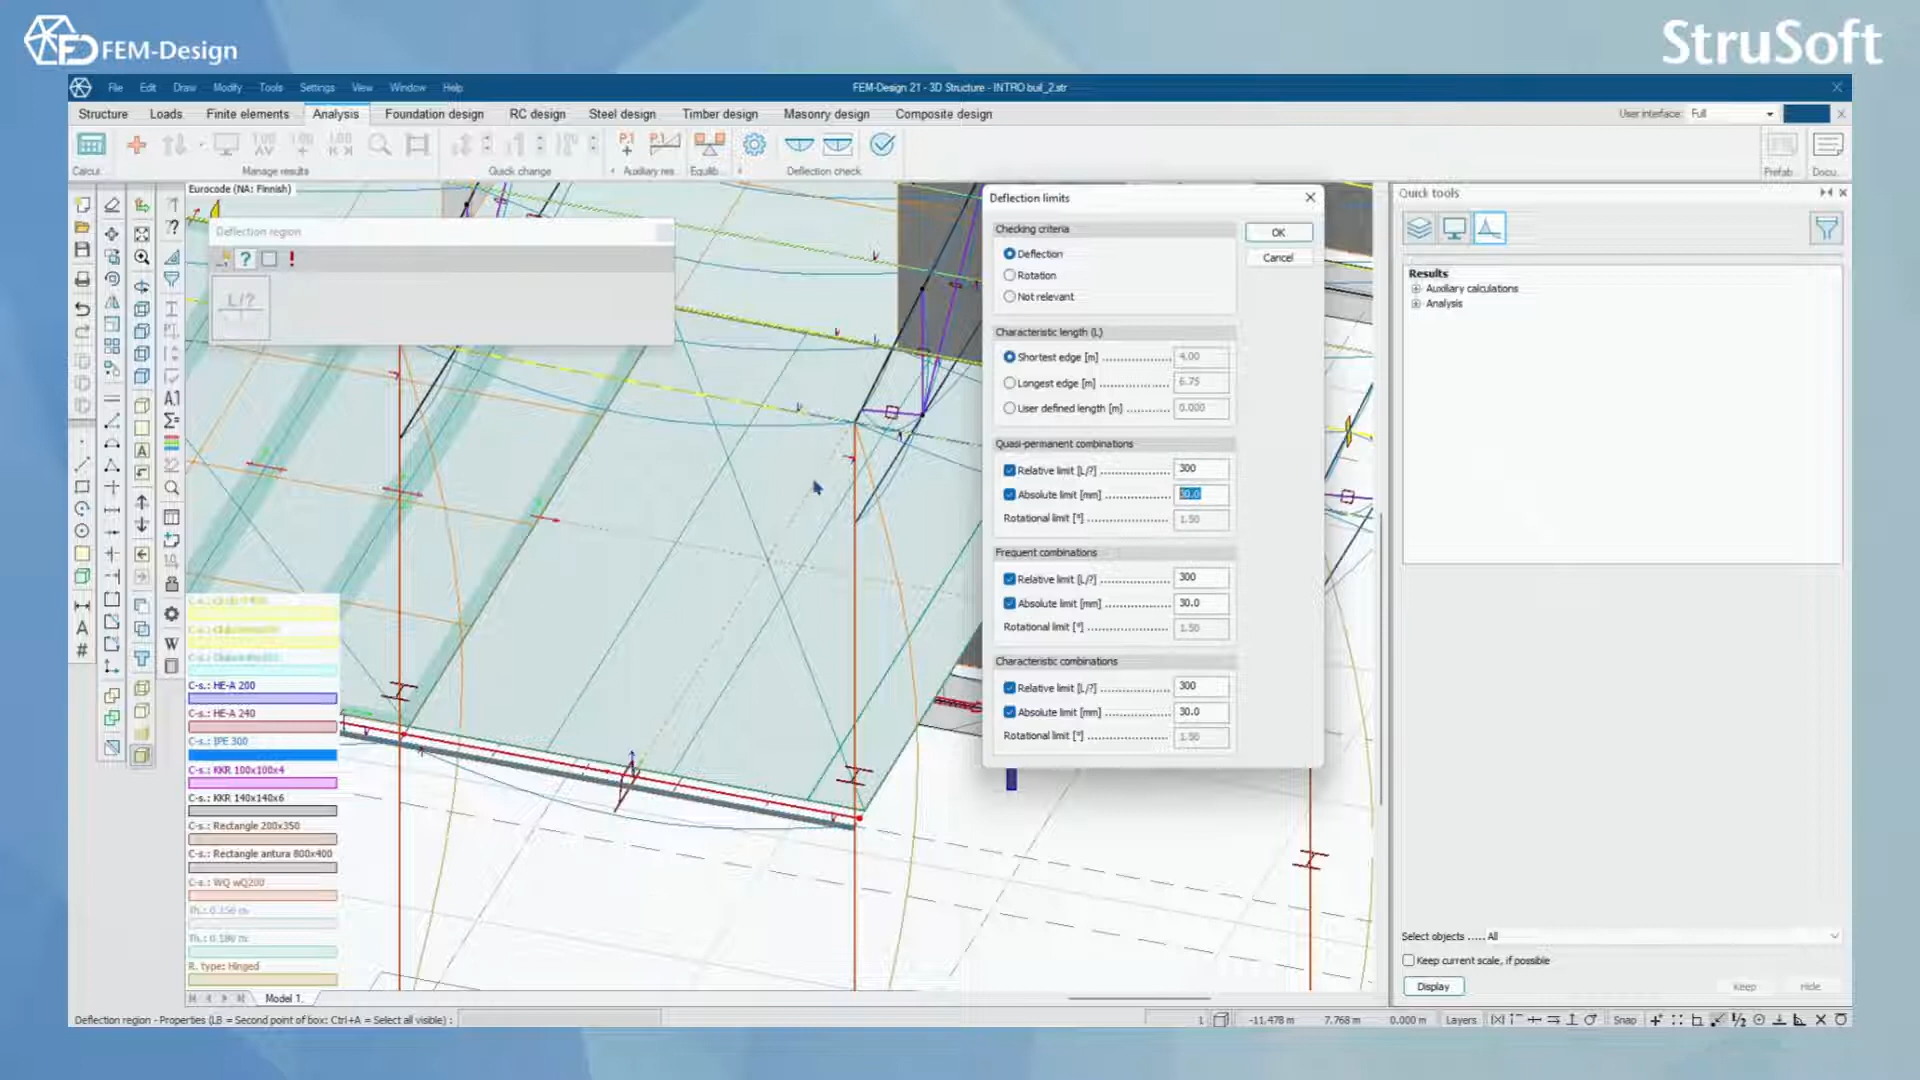 FEM-Design
StruSoft
File Edit Draw Modify Tools Settings View Window Help
FEM-Design 21 - 3D Structure - INTRO buil_2.str
Structure Loads Finite elements Analysis Foundation design RC design Steel design Timber design Masonry design Composite design
User interface: Full
Calcul. Manage results Quick change Auxiliary res... Equilib... Deflection check Prefab Docu...
Eurocode (NA: Finnish)
Deflection region
L/?
Deflection limits
Checking criteria
Deflection
Rotation
Not relevant
OK
Cancel
Characteristic length (L)
Shortest edge [m] 4.00
Longest edge [m] 6.75
User defined length [m] 0.000
Quasi-permanent combinations
Relative limit [L/?] 300
Absolute limit [mm] 30.0
Rotational limit [°] 1.50
Frequent combinations
Relative limit [L/?] 300
Absolute limit [mm] 30.0
Rotational limit [°] 1.50
Characteristic combinations
Relative limit [L/?] 300
Absolute limit [mm] 30.0
Rotational limit [°] 1.50
Quick tools
Results
Auxiliary calculations
Analysis
Select objects ..... All
Keep current scale, if possible
Display Keep Hide
C-s.: HE-A 200
C-s.: HE-A 240
C-s.: IPE 300
C-s.: KKR 100x100x4
C-s.: KKR 140x140x6
C-s.: Rectangle 200x350
C-s.: Rectangle antura 800x400
C-s.: WQ wQ200
Th.: 0.150 m
Th.: 0.180 m
R. type: Hinged
Model 1.
Deflection region - Properties (LB = Second point of box; Ctrl+A = Select all visible) :
1 -11.478 m 7.768 m 0.000 m Layers Snap